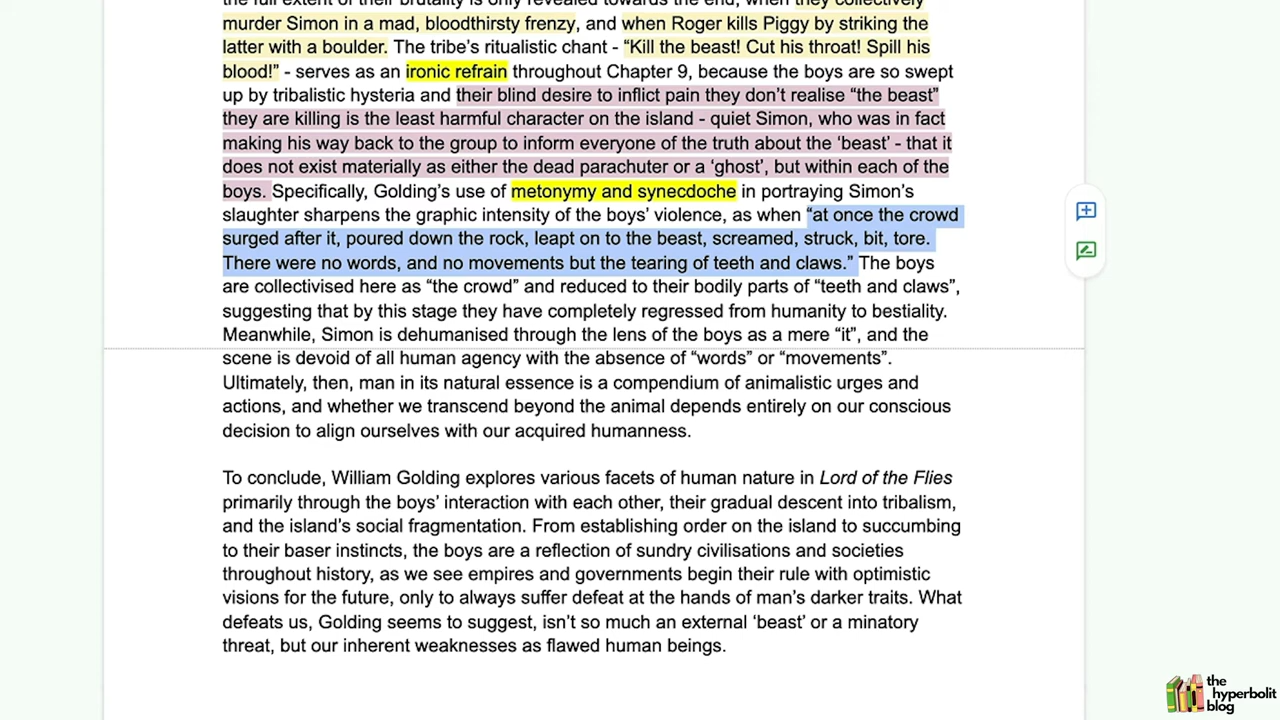 the full extent of their brutality is only revealed towards the end, when they collectively
murder Simon in a mad, bloodthirsty frenzy, and when Roger kills Piggy by striking the
latter with a boulder. The tribe’s ritualistic chant - “Kill the beast! Cut his throat! Spill his
blood!” - serves as an ironic refrain throughout Chapter 9, because the boys are so swept
up by tribalistic hysteria and their blind desire to inflict pain they don’t realise “the beast”
they are killing is the least harmful character on the island - quiet Simon, who was in fact
making his way back to the group to inform everyone of the truth about the ‘beast’ - that it
does not exist materially as either the dead parachuter or a ‘ghost’, but within each of the
boys. Specifically, Golding’s use of metonymy and synecdoche in portraying Simon’s
slaughter sharpens the graphic intensity of the boys’ violence, as when “at once the crowd
surged after it, poured down the rock, leapt on to the beast, screamed, struck, bit, tore.
There were no words, and no movements but the tearing of teeth and claws.” The boys
are collectivised here as “the crowd” and reduced to their bodily parts of “teeth and claws”,
suggesting that by this stage they have completely regressed from humanity to bestiality.
Meanwhile, Simon is dehumanised through the lens of the boys as a mere “it”, and the
scene is devoid of all human agency with the absence of “words” or “movements”.
Ultimately, then, man in its natural essence is a compendium of animalistic urges and
actions, and whether we transcend beyond the animal depends entirely on our conscious
decision to align ourselves with our acquired humanness.
To conclude, William Golding explores various facets of human nature in Lord of the Flies
primarily through the boys’ interaction with each other, their gradual descent into tribalism,
and the island’s social fragmentation. From establishing order on the island to succumbing
to their baser instincts, the boys are a reflection of sundry civilisations and societies
throughout history, as we see empires and governments begin their rule with optimistic
visions for the future, only to always suffer defeat at the hands of man’s darker traits. What
defeats us, Golding seems to suggest, isn’t so much an external ‘beast’ or a minatory
threat, but our inherent weaknesses as flawed human beings.
the
hyperbolit
blog